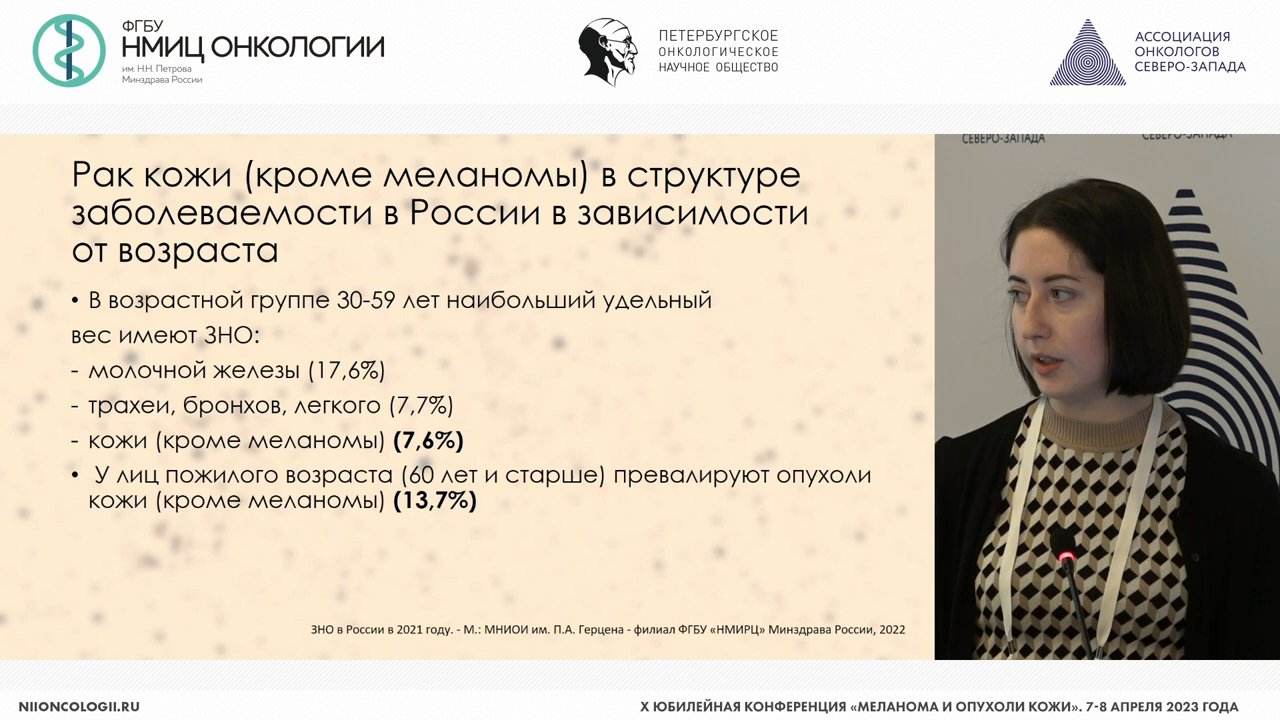 ФГБУ
НМИЦ ОНКОЛОГИИ
им. Н.Н. Петрова
Минздрава России
ПЕТЕРБУРГСКОЕ
ОНКОЛОГИЧЕСКОЕ
НАУЧНОЕ ОБЩЕСТВО
АССОЦИАЦИЯ
ОНКОЛОГОВ
СЕВЕРО-ЗАПАДА
СЕВЕРО-ЗАПАДА
СЕВЕРО-ЗАПАДА
Рак кожи (кроме меланомы) в структуре
заболеваемости в России в зависимости
от возраста
• В возрастной группе 30-59 лет наибольший удельный
вес имеют ЗНО:
- молочной железы (17,6%)
- трахеи, бронхов, легкого (7,7%)
- кожи (кроме меланомы) (7,6%)
• У лиц пожилого возраста (60 лет и старше) превалируют опухоли
кожи (кроме меланомы) (13,7%)
ЗНО в России в 2021 году. - М.: МНИОИ им. П.А. Герцена - филиал ФГБУ «НМИРЦ» Минздрава России, 2022
NIIONCOLOGII.RU
X ЮБИЛЕЙНАЯ КОНФЕРЕНЦИЯ «МЕЛАНОМА И ОПУХОЛИ КОЖИ». 7-8 АПРЕЛЯ 2023 ГОДА